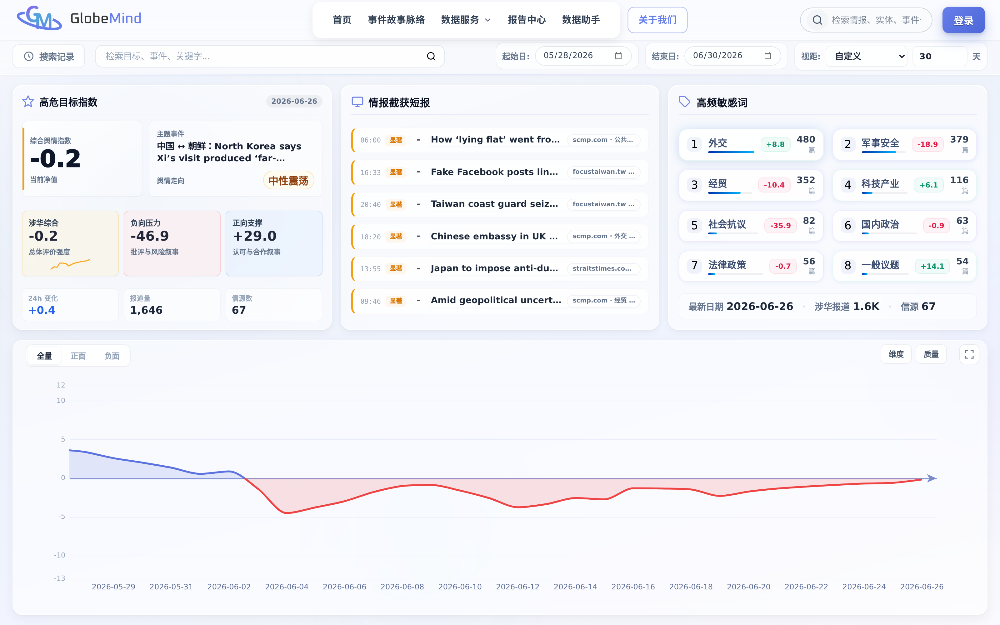 GM GlobeMind
首页 事件故事脉络 数据服务 报告中心 数据助手 关于我们
检索情报、实体、事件· 登录
搜索记录 检索目标、事件、关键字...
起始日: 05/28/2026 结束日: 06/30/2026 视距: 自定义 30 天
高危目标指数 2026-06-26
综合舆情指数
-0.2
当前净值
主题事件
中国 ↔ 朝鲜：North Korea says
Xi’s visit produced ‘far-…
舆情走向 中性震荡
涉华综合
-0.2
总体评价强度
负向压力
-46.9
批评与风险叙事
正向支撑
+29.0
认可与合作叙事
24h 变化
+0.4
报道量
1,646
信源数
67
情报截获短报
06:00 显著 - How ‘lying flat’ went fro… scmp.com · 公共…
16:33 显著 - Fake Facebook posts lin… focustaiwan.tw …
20:40 显著 - Taiwan coast guard seiz… focustaiwan.tw …
18:20 显著 - Chinese embassy in UK … scmp.com · 外交 …
13:55 显著 - Japan to impose anti-du… straitstimes.co…
09:46 显著 - Amid geopolitical uncert… scmp.com · 经贸 …
高频敏感词
1 外交 +8.8 480 篇
2 军事安全 -18.9 379 篇
3 经贸 -10.4 352 篇
4 科技产业 +6.1 116 篇
5 社会抗议 -35.9 82 篇
6 国内政治 -0.9 63 篇
7 法律政策 -0.7 56 篇
8 一般议题 +14.1 54 篇
最新日期 2026-06-26 · 涉华报道 1.6K · 信源 67
全量 正面 负面
维度 质量
12
10
5
0
-5
-10
-13
2026-05-29 2026-05-31 2026-06-02 2026-06-04 2026-06-06 2026-06-08 2026-06-10 2026-06-12 2026-06-14 2026-06-16 2026-06-18 2026-06-20 2026-06-22 2026-06-24 2026-06-26